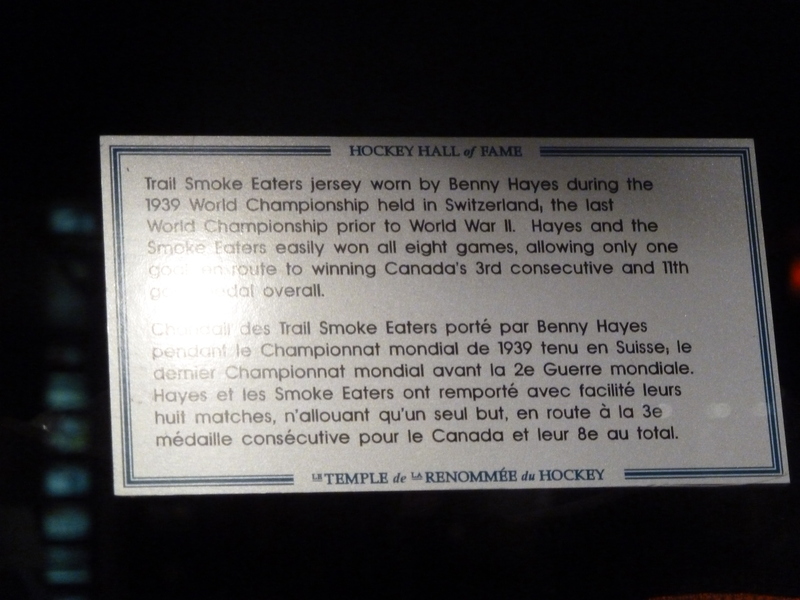 HOCKEY HALL of FAME
Trail Smoke Eaters jersey worn by Benny Hayes during the
1939 World Championship held in Switzerland, the last
World Championship prior to World War II. Hayes and the
Smoke Eaters easily won all eight games, allowing only one
goal en route to winning Canada's 3rd consecutive and 11th
overall.
Chandail des Trail Smoke Eaters porté par Benny Hayes
pendant le Championnat mondial de 1939 tenu en Suisse, le
dernier Championnat mondial avant la 2e Guerre mondiale.
Hayes et les Smoke Eaters ont remporté avec facilité leurs
huit matches, n'allouant qu'un seul but, en route à la 3e
médaille consécutive pour le Canada et leur 8e au total.
LE TEMPLE de LA RENOMMÉE du HOCKEY